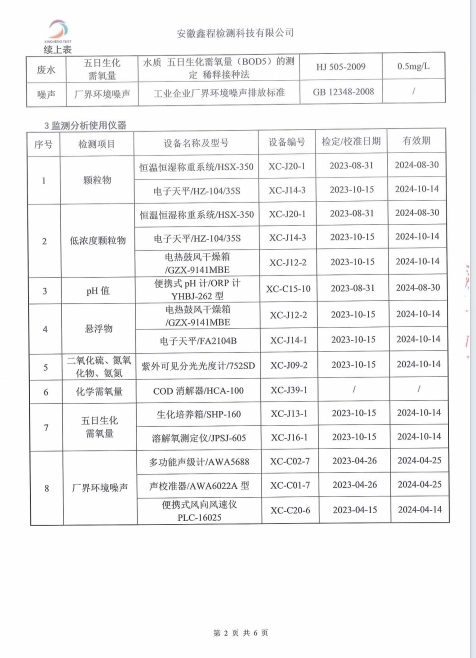 安徽鑫程检测科技有限公司
XINCHENG TEST
续上表
废水 五日生化需氧量 水质 五日生化需氧量（BOD5）的测定 稀释接种法 HJ 505-2009 0.5mg/L
噪声 厂界环境噪声 工业企业厂界环境噪声排放标准 GB 12348-2008 /
3 监测分析使用仪器
序号 检测项目 设备名称及型号 设备编号 检定/校准日期 有效期
1 颗粒物 恒温恒湿称重系统/HSX-350 XC-J20-1 2023-08-31 2024-08-30
电子天平/HZ-104/35S XC-J14-3 2023-10-15 2024-10-14
2 低浓度颗粒物 恒温恒湿称重系统/HSX-350 XC-J20-1 2023-08-31 2024-08-30
电子天平/HZ-104/35S XC-J14-3 2023-10-15 2024-10-14
电热鼓风干燥箱/GZX-9141MBE XC-J12-2 2023-10-15 2024-10-14
3 pH 值 便携式 pH 计/ORP 计 YHBJ-262 型 XC-C15-10 2023-08-31 2024-08-30
4 悬浮物 电热鼓风干燥箱/GZX-9141MBE XC-J12-2 2023-10-15 2024-10-14
电子天平/FA2104B XC-J14-1 2023-10-15 2024-10-14
5 二氧化硫、氮氧化物、氨氮 紫外可见分光光度计/752SD XC-J09-2 2023-10-15 2024-10-14
6 化学需氧量 COD 消解器/HCA-100 XC-J39-1 / /
7 五日生化需氧量 生化培养箱/SHP-160 XC-J13-1 2023-10-15 2024-10-14
溶解氧测定仪/JPSJ-605 XC-J16-1 2023-10-15 2024-10-14
8 厂界环境噪声 多功能声级计/AWA5688 XC-C02-7 2023-04-26 2024-04-25
声校准器/AWA6022A 型 XC-C01-7 2023-04-26 2024-04-25
便携式风向风速仪 PLC-16025 XC-C20-6 2023-04-15 2024-04-14
第 2 页 共 6 页